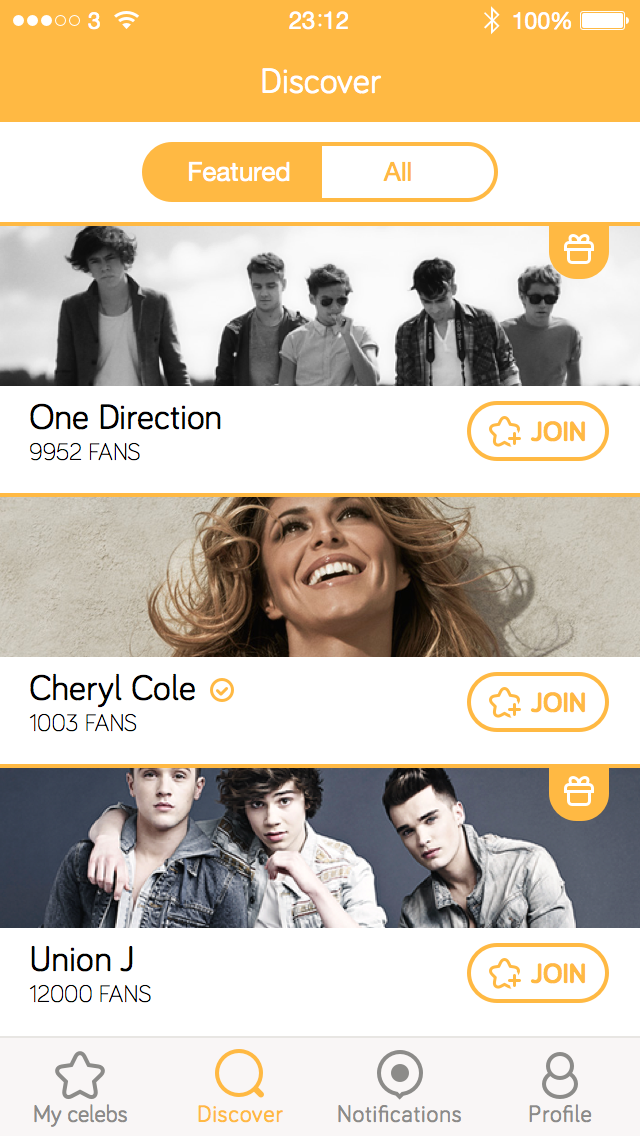 3 23:12 100%
Discover
Featured All
One Direction
9952 FANS
JOIN
Cheryl Cole
1003 FANS
JOIN
Union J
12000 FANS
JOIN
My celebs Discover Notifications Profile